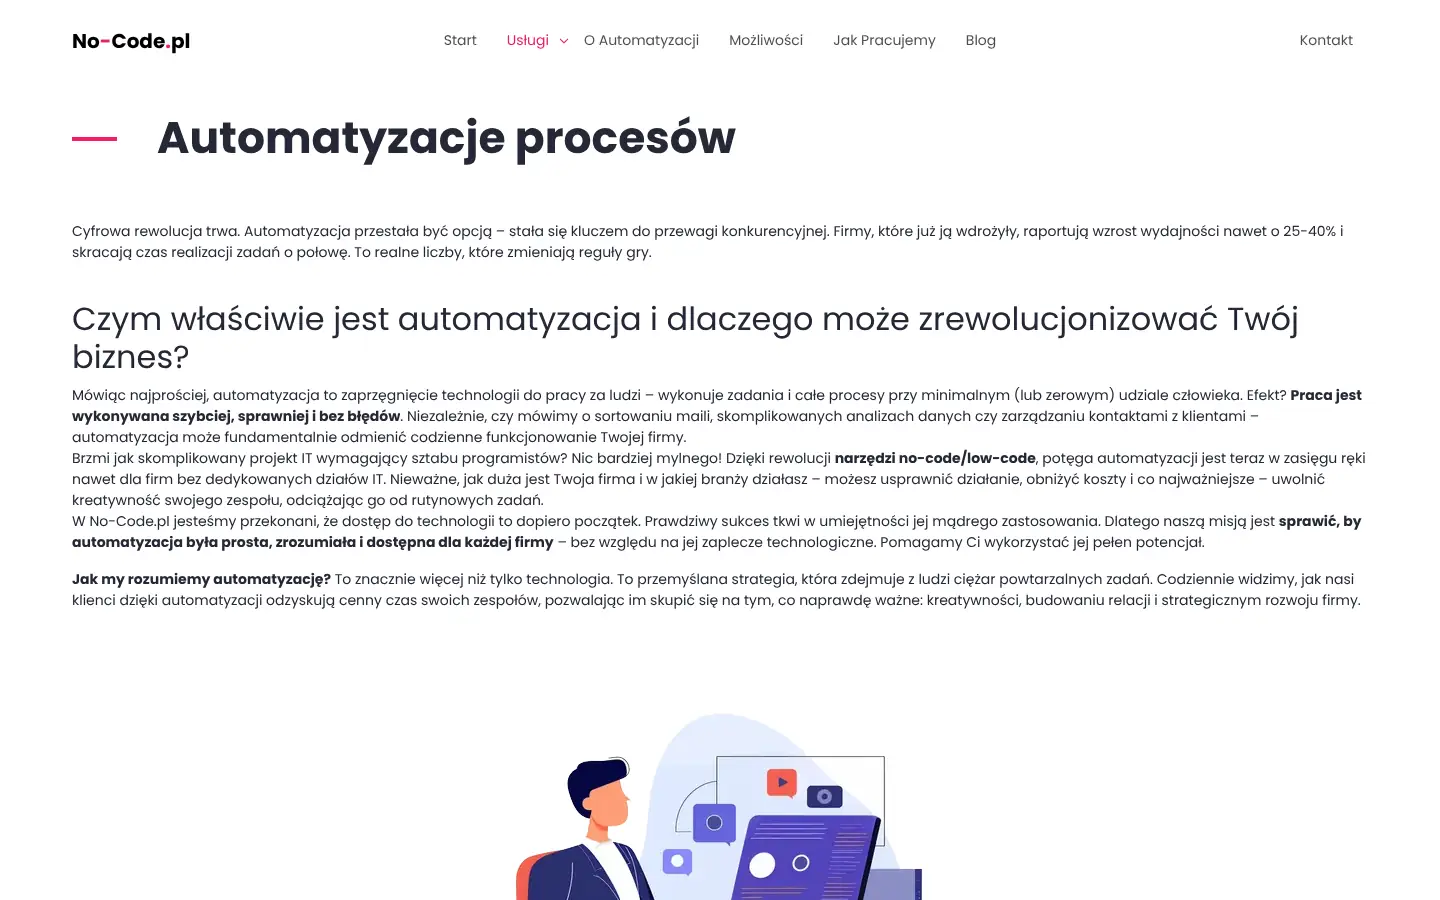 No-Code.pl
Start
Usługi
O Automatyzacji
Możliwości
Jak Pracujemy
Blog
Kontakt
Automatyzacje procesów
Cyfrowa rewolucja trwa. Automatyzacja przestała być opcją – stała się kluczem do przewagi konkurencyjnej. Firmy, które już ją wdrożyły, raportują wzrost wydajności nawet o 25-40% i
skracają czas realizacji zadań o połowę. To realne liczby, które zmieniają reguły gry.
Czym właściwie jest automatyzacja i dlaczego może zrewolucjonizować Twój
biznes?
Mówiąc najprościej, automatyzacja to zaprzęgnięcie technologii do pracy za ludzi – wykonuje zadania i całe procesy przy minimalnym (lub zerowym) udziale człowieka. Efekt? Praca jest
wykonywana szybciej, sprawniej i bez błędów. Niezależnie, czy mówimy o sortowaniu maili, skomplikowanych analizach danych czy zarządzaniu kontaktami z klientami –
automatyzacja może fundamentalnie odmienić codzienne funkcjonowanie Twojej firmy.
Brzmi jak skomplikowany projekt IT wymagający sztabu programistów? Nic bardziej mylnego! Dzięki rewolucji narzędzi no-code/low-code, potęga automatyzacji jest teraz w zasięgu ręki
nawet dla firm bez dedykowanych działów IT. Nieważne, jak duża jest Twoja firma i w jakiej branży działasz – możesz usprawnić działanie, obniżyć koszty i co najważniejsze – uwolnić
kreatywność swojego zespołu, odciążając go od rutynowych zadań.
W No-Code.pl jesteśmy przekonani, że dostęp do technologii to dopiero początek. Prawdziwy sukces tkwi w umiejętności jej mądrego zastosowania. Dlatego naszą misją jest sprawić, by
automatyzacja była prosta, zrozumiała i dostępna dla każdej firmy – bez względu na jej zaplecze technologiczne. Pomagamy Ci wykorzystać jej pełen potencjał.
Jak my rozumiemy automatyzację? To znacznie więcej niż tylko technologia. To przemyślana strategia, która zdejmuje z ludzi ciężar powtarzalnych zadań. Codziennie widzimy, jak nasi
klienci dzięki automatyzacji odzyskują cenny czas swoich zespołów, pozwalając im skupić się na tym, co naprawdę ważne: kreatywności, budowaniu relacji i strategicznym rozwoju firmy.